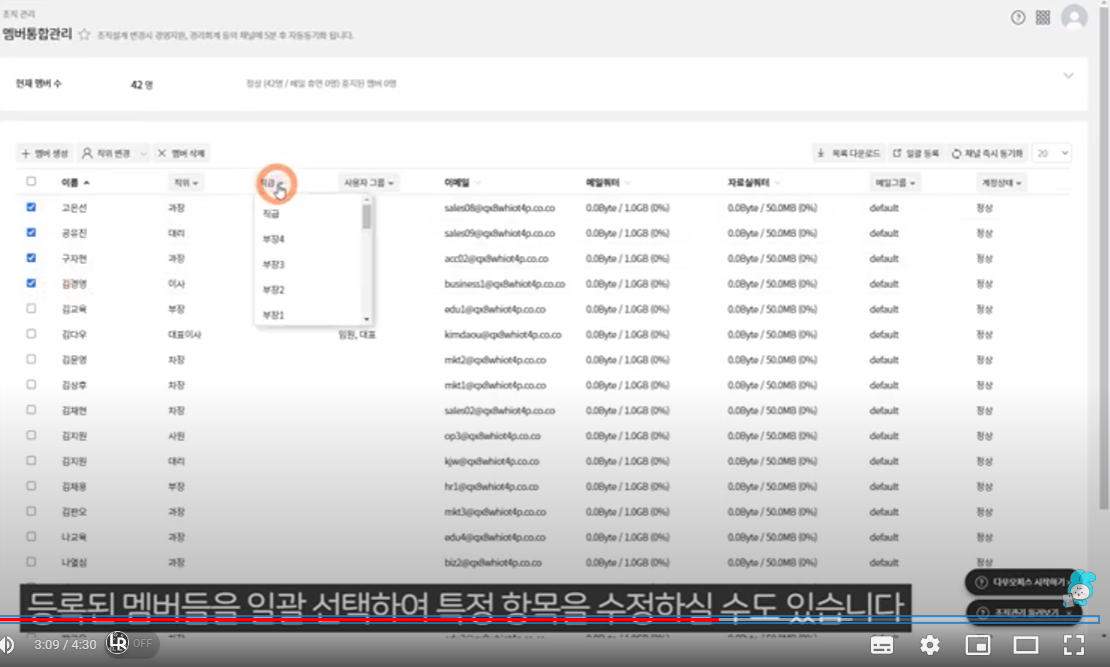 조직 관리
멤버통합관리 조직설계 변경시 경영지원, 경리회계 등의 채널에 5분 후 자동동기화 됩니다.
현재 멤버 수 42 명 정상 (42명 / 메일 휴면 0명) 중지된 멤버 0명
+ 멤버 생성 직위 변경 × 멤버 삭제 목록 다운로드 일괄 등록 채널 즉시 동기화 20
이름 직위 직급 사용자 그룹 이메일 메일쿼터 자료실쿼터 메일그룹 계정상태
고은선 과장 직급 sales08@qx8whiot4p.co.co 0.0Byte / 1.0GB (0%) 0.0Byte / 50.0MB (0%) default 정상
공유진 대리 부장4 sales09@qx8whiot4p.co.co 0.0Byte / 1.0GB (0%) 0.0Byte / 50.0MB (0%) default 정상
구자현 과장 부장3 acc02@qx8whiot4p.co.co 0.0Byte / 1.0GB (0%) 0.0Byte / 50.0MB (0%) default 정상
김경영 이사 부장2 business1@qx8whiot4p.co.co 0.0Byte / 1.0GB (0%) 0.0Byte / 50.0MB (0%) default 정상
김교육 부장 부장1 edu1@qx8whiot4p.co.co 0.0Byte / 1.0GB (0%) 0.0Byte / 50.0MB (0%) default 정상
김다우 대표이사 임원, 대표 kimdaou@qx8whiot4p.co.co 0.0Byte / 1.0GB (0%) 0.0Byte / 50.0MB (0%) default 정상
김문영 차장 mkt2@qx8whiot4p.co.co 0.0Byte / 1.0GB (0%) 0.0Byte / 50.0MB (0%) default 정상
김상후 차장 mkt1@qx8whiot4p.co.co 0.0Byte / 1.0GB (0%) 0.0Byte / 50.0MB (0%) default 정상
김재현 차장 sales02@qx8whiot4p.co.co 0.0Byte / 1.0GB (0%) 0.0Byte / 50.0MB (0%) default 정상
김지원 사원 op3@qx8whiot4p.co.co 0.0Byte / 1.0GB (0%) 0.0Byte / 50.0MB (0%) default 정상
김지원 대리 kjw@qx8whiot4p.co.co 0.0Byte / 1.0GB (0%) 0.0Byte / 50.0MB (0%) default 정상
김채용 부장 hr1@qx8whiot4p.co.co 0.0Byte / 1.0GB (0%) 0.0Byte / 50.0MB (0%) default 정상
김판오 과장 mkt3@qx8whiot4p.co.co 0.0Byte / 1.0GB (0%) 0.0Byte / 50.0MB (0%) default 정상
나교육 과장 edu4@qx8whiot4p.co.co 0.0Byte / 1.0GB (0%) 0.0Byte / 50.0MB (0%) default 정상
나열심 과장 biz2@qx8whiot4p.co.co 0.0Byte / 1.0GB (0%) 0.0Byte / 50.0MB (0%) default 정상
다우오피스 시작하기
등록된 멤버들을 일괄 선택하여 특정 항목을 수정하실 수도 있습니다
조직관리 둘러보기
3:09 / 4:30 LR OFF